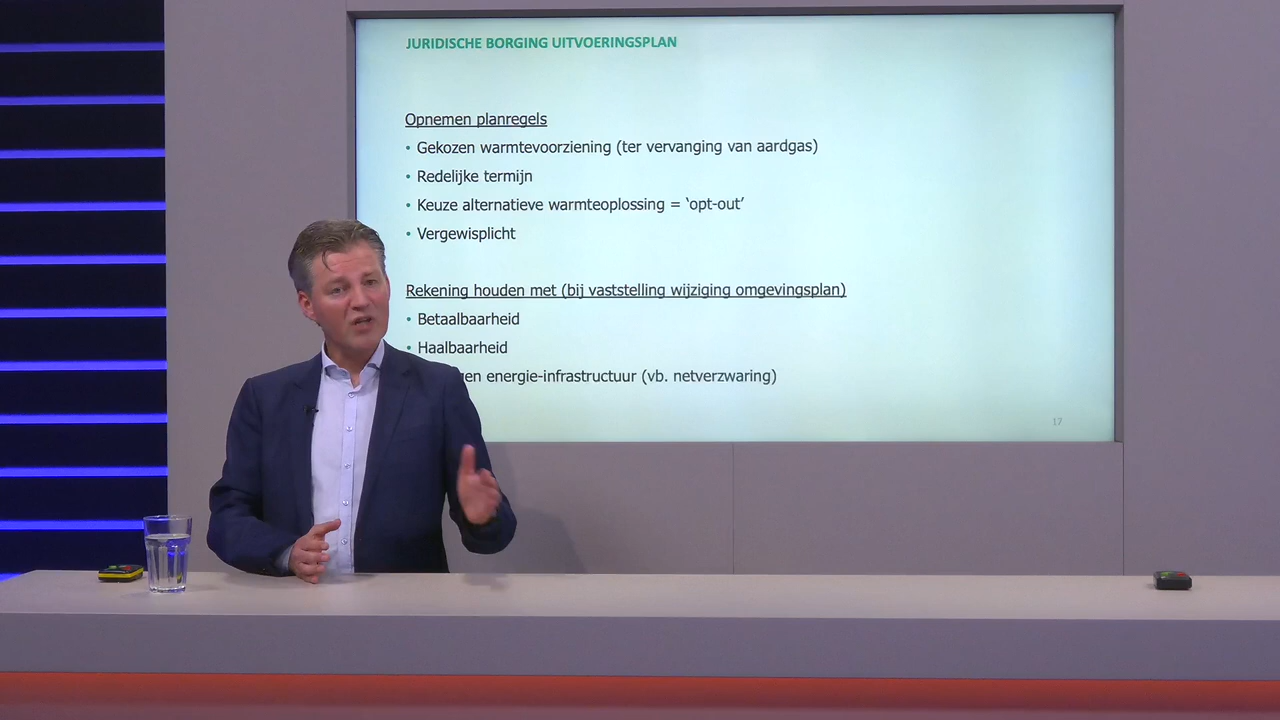 JURIDISCHE BORGING UITVOERINGSPLAN
Opnemen planregels
• Gekozen warmtevoorziening (ter vervanging van aardgas)
• Redelijke termijn
• Keuze alternatieve warmteoplossing = ‘opt-out’
• Vergewisplicht
Rekening houden met (bij vaststelling wijziging omgevingsplan)
• Betaalbaarheid
• Haalbaarheid
energie-infrastructuur (vb. netverzwaring)
17